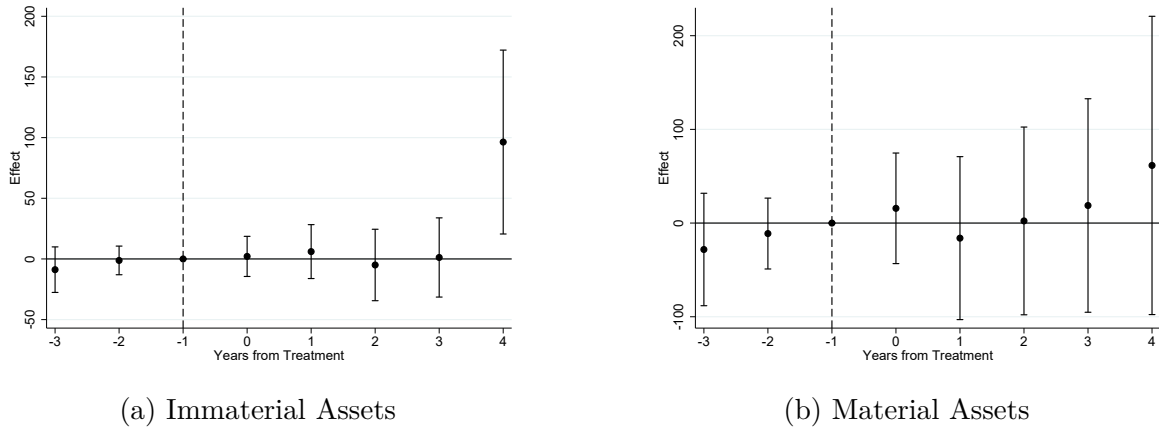 200
150
100
50
0
-50
Effect
-3 -2 -1 0 1 2 3 4
Years from Treatment
(a) Immaterial Assets
200
100
0
-100
Effect
-3 -2 -1 0 1 2 3 4
Years from Treatment
(b) Material Assets